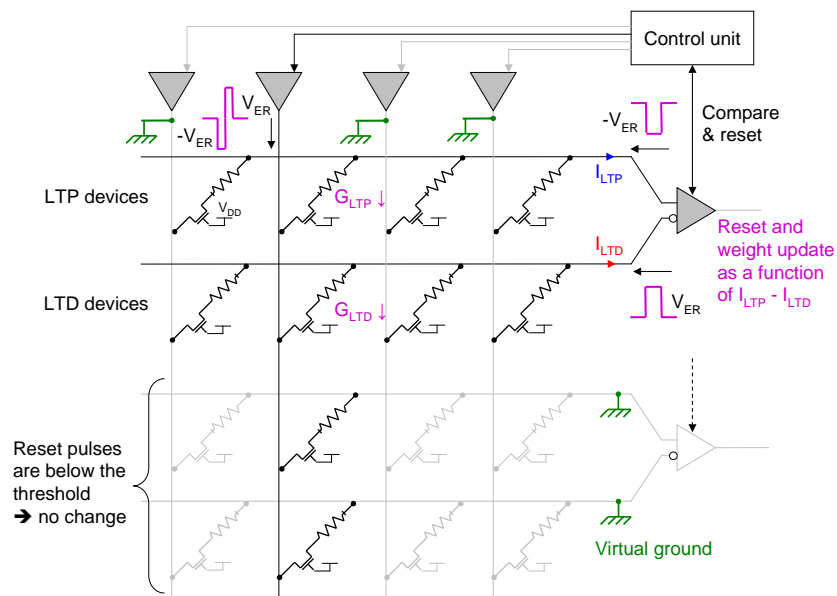 Control unit
V_ER
-V_ER
-V_ER
Compare
& reset
LTP devices
V_DD
G_LTP ↓
I_LTP
I_LTD
Reset and
weight update
as a function
of I_LTP - I_LTD
LTD devices
G_LTD ↓
V_ER
Reset pulses
are below the
threshold
➔ no change
Virtual ground